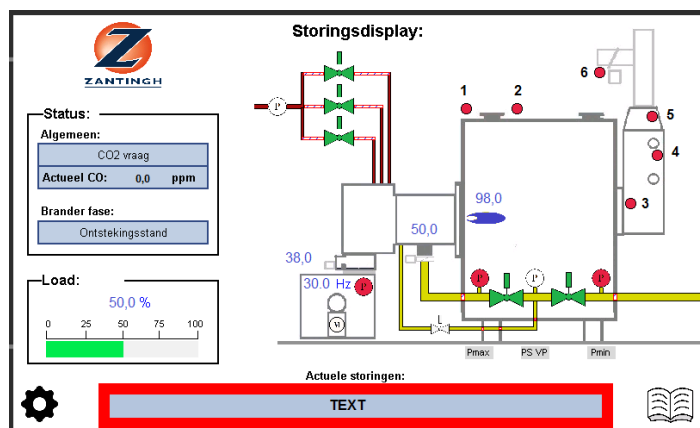 Storingsdisplay:
Z
ZANTINGH
Status:
Algemeen:
CO2 vraag
Actueel CO: 0,0 ppm
Brander fase:
Ontstekingsstand
Load:
50,0 %
0 25 50 75 100
P
1 2
6
5
4
3
98,0
50,0
38,0
30.0 Hz
P
M
P P P
L
Pmax PS VP Pmin
Actuele storingen:
TEXT